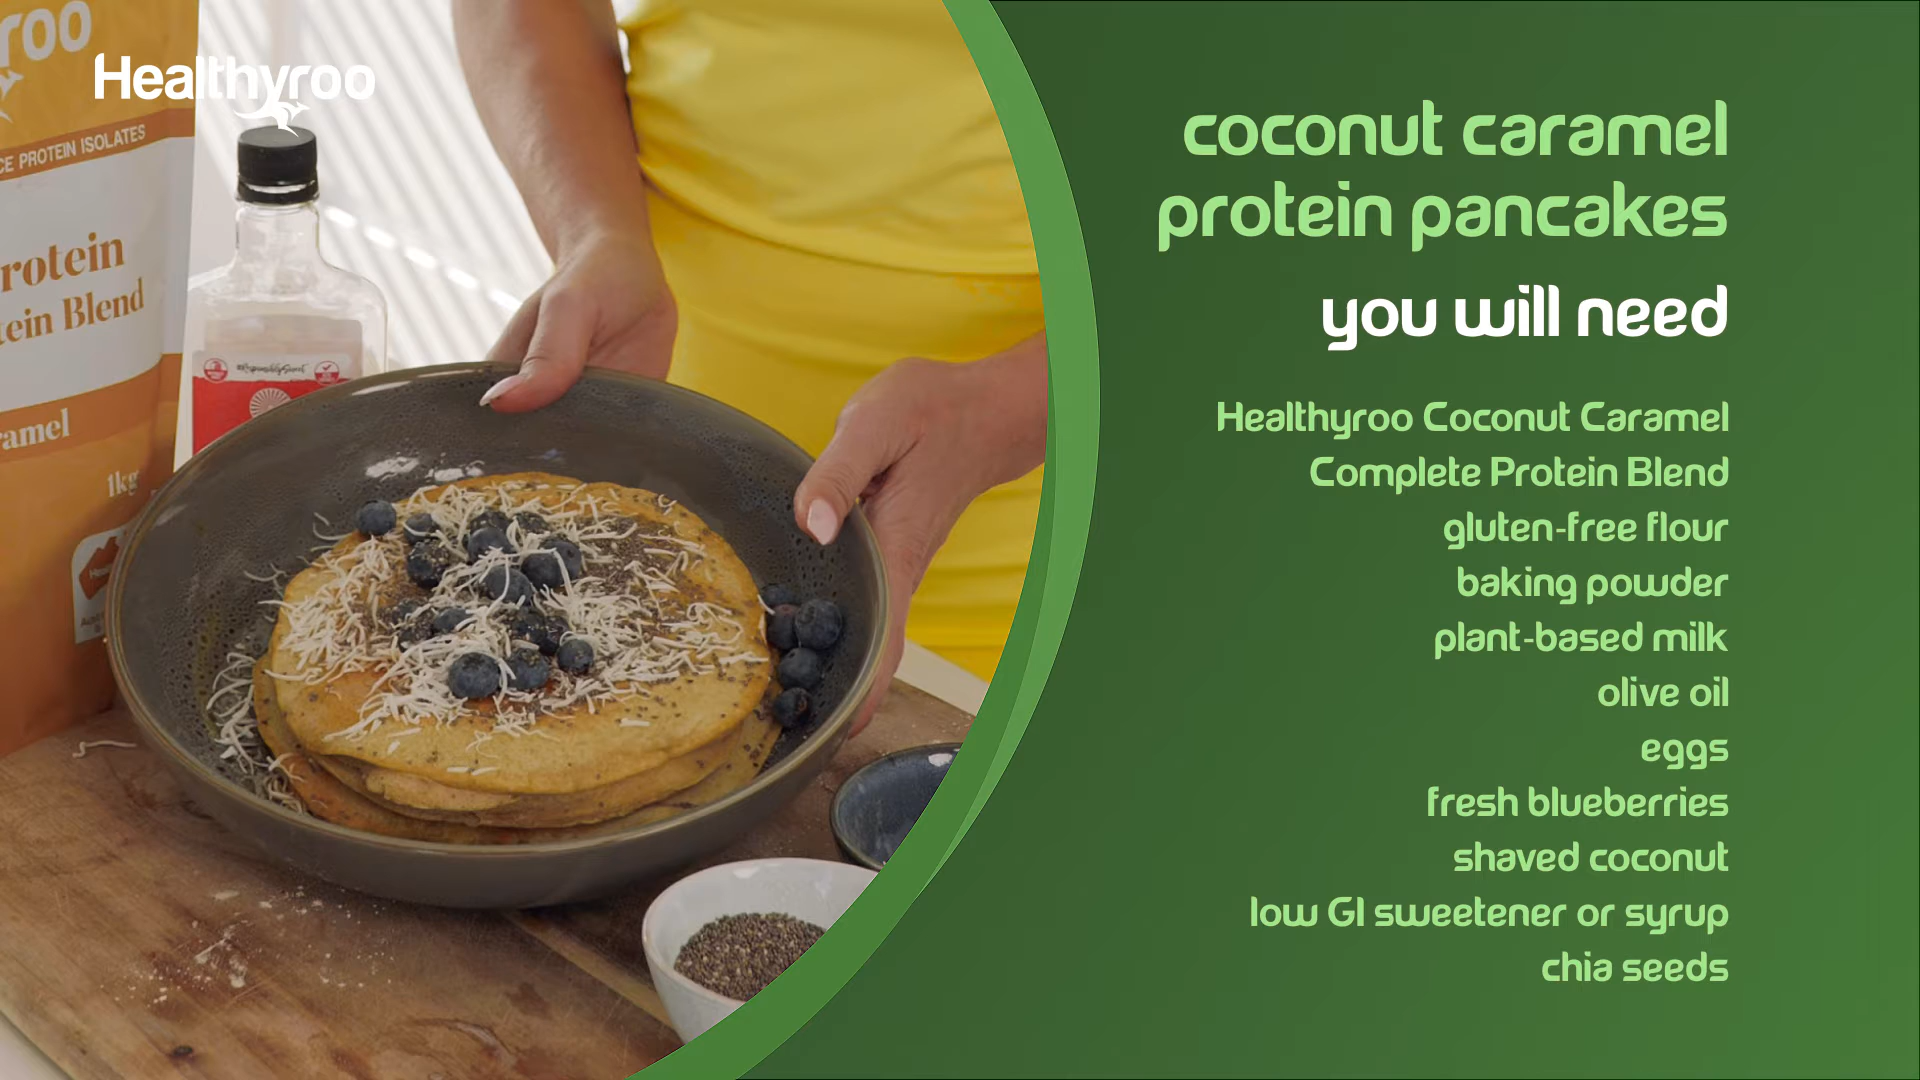 Healthyroo
roo
CE PROTEIN ISOLATES
rotein
tein Blend
ramel
1kg
coconut caramel
protein pancakes
you will need
Healthyroo Coconut Caramel
Complete Protein Blend
gluten-free flour
baking powder
plant-based milk
olive oil
eggs
fresh blueberries
shaved coconut
low GI sweetener or syrup
chia seeds